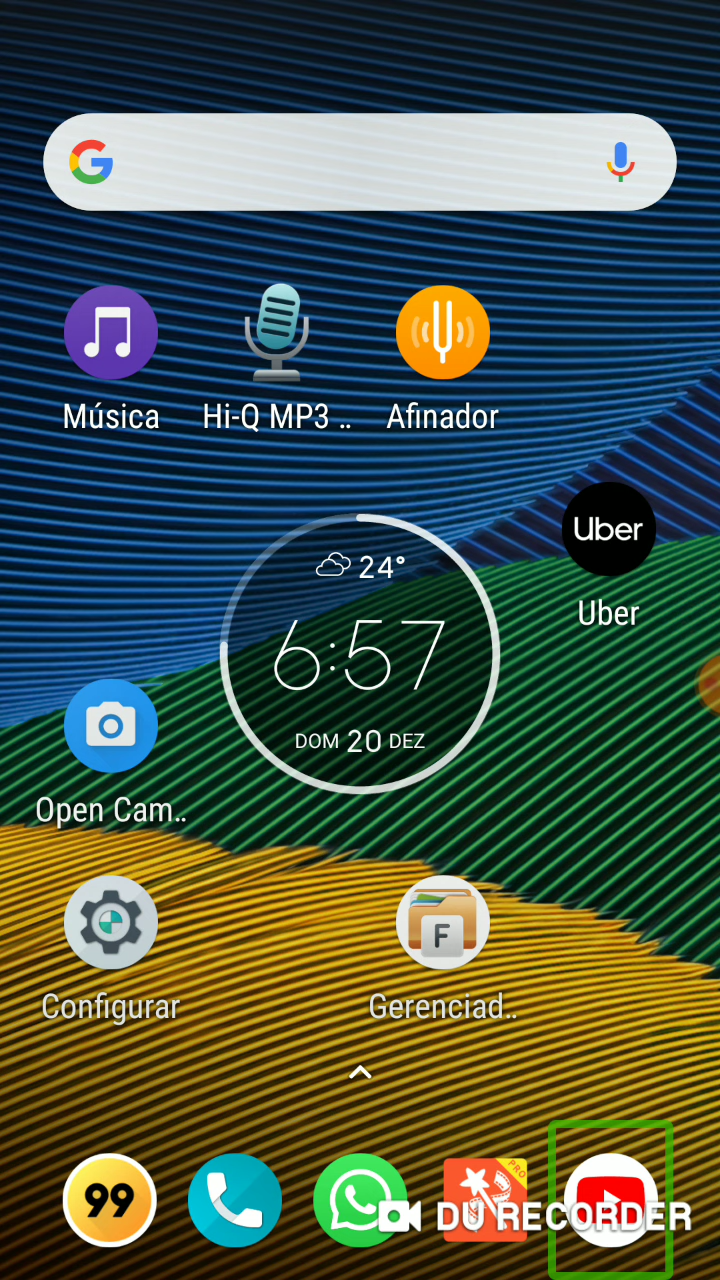 Música
Hi-Q MP3 ..
Afinador
Uber
Uber
24°
6:57
DOM 20 DEZ
Open Cam..
Configurar
F
Gerenciad..
99
PRO
DU RECORDER